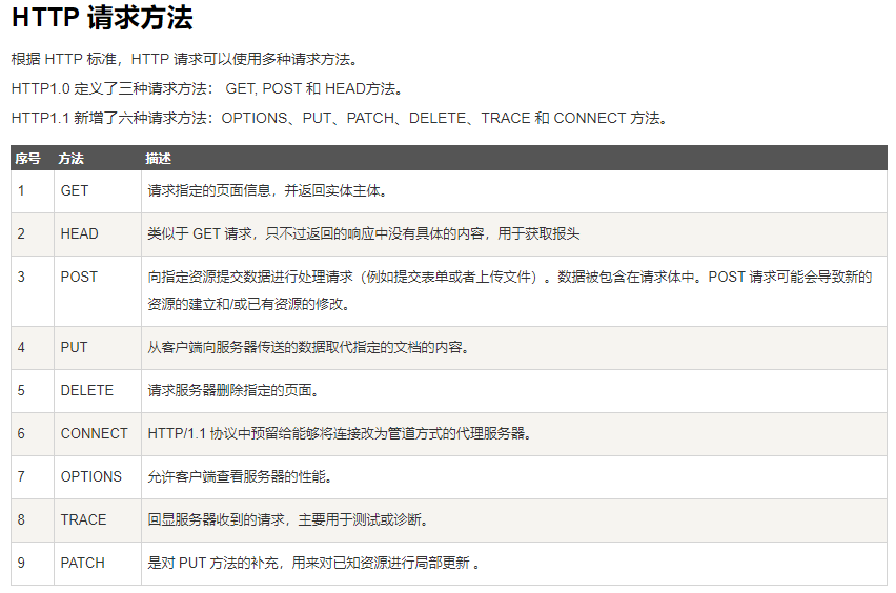 HTTP 请求方法
根据 HTTP 标准，HTTP 请求可以使用多种请求方法。
HTTP1.0 定义了三种请求方法： GET, POST 和 HEAD方法。
HTTP1.1 新增了六种请求方法：OPTIONS、PUT、PATCH、DELETE、TRACE 和 CONNECT 方法。
序号 方法 描述
1 GET 请求指定的页面信息，并返回实体主体。
2 HEAD 类似于 GET 请求，只不过返回的响应中没有具体的内容，用于获取报头
3 POST 向指定资源提交数据进行处理请求（例如提交表单或者上传文件）。数据被包含在请求体中。POST 请求可能会导致新的
资源的建立和/或已有资源的修改。
4 PUT 从客户端向服务器传送的数据取代指定的文档的内容。
5 DELETE 请求服务器删除指定的页面。
6 CONNECT HTTP/1.1 协议中预留给能够将连接改为管道方式的代理服务器。
7 OPTIONS 允许客户端查看服务器的性能。
8 TRACE 回显服务器收到的请求，主要用于测试或诊断。
9 PATCH 是对 PUT 方法的补充，用来对已知资源进行局部更新 。